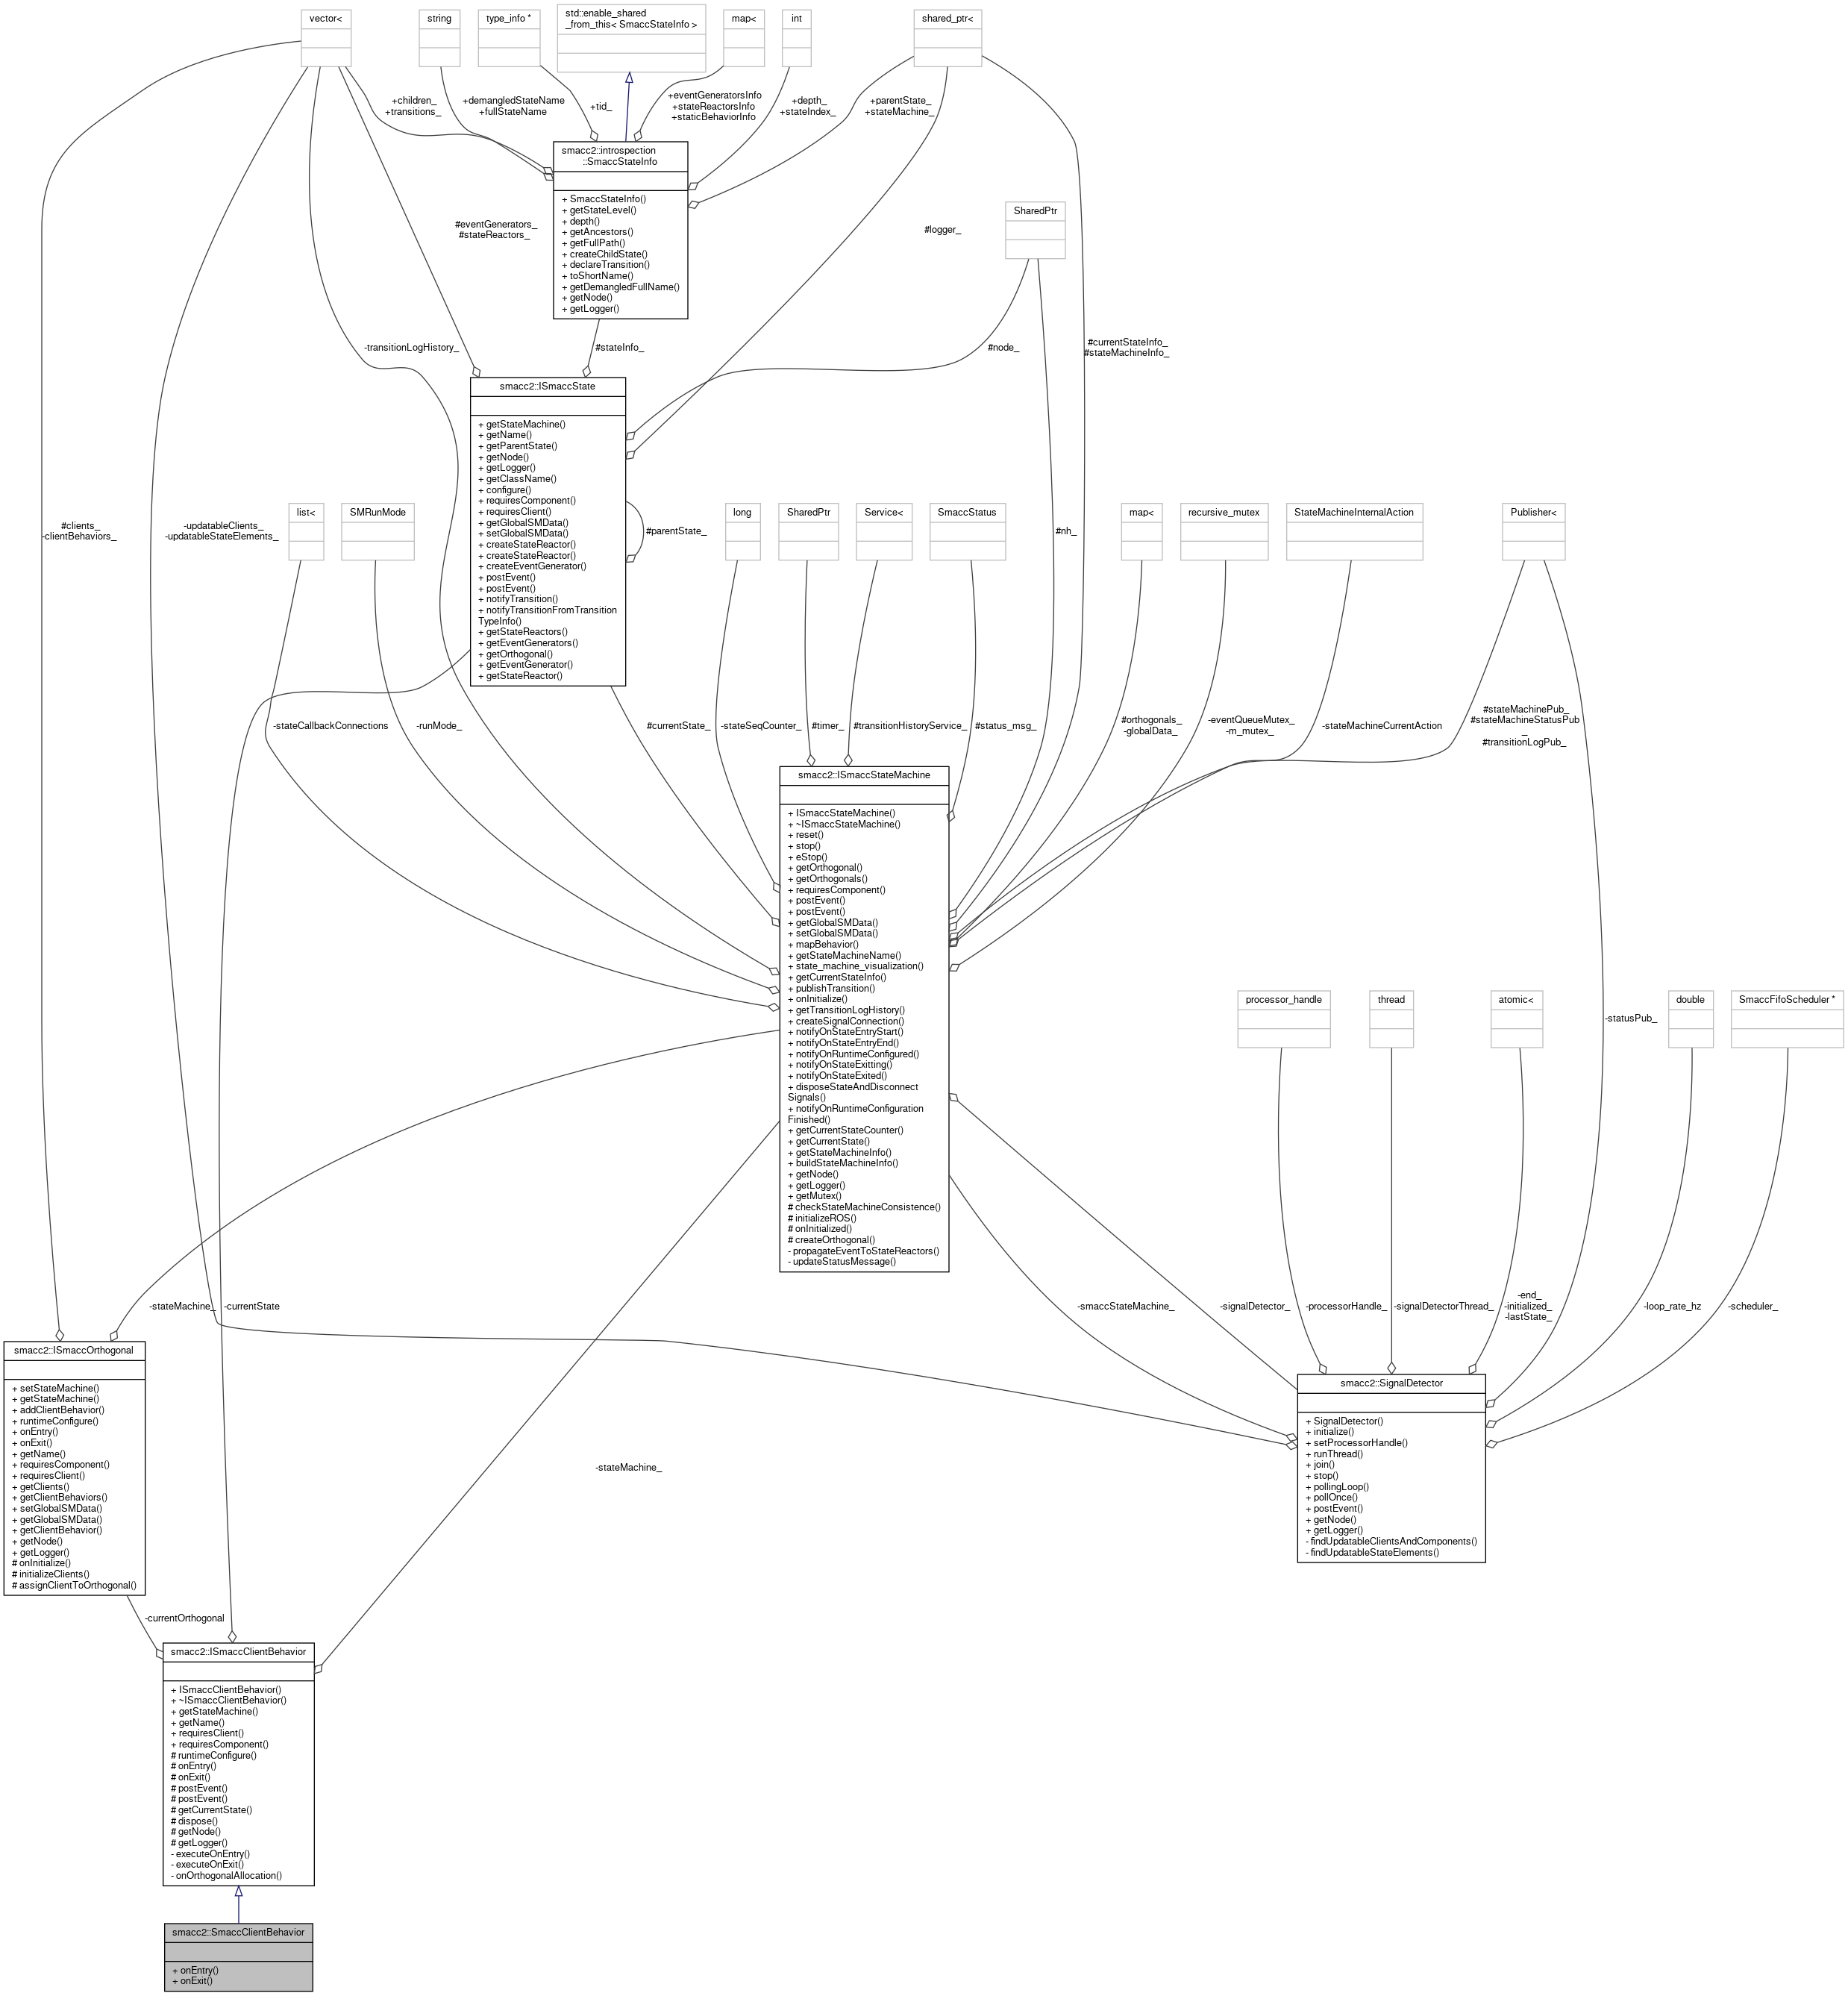 vector<
string
type_info *
std::enable_shared
_from_this< SmaccStateInfo >
map<
int
shared_ptr<
+children_
+transitions_
+demangledStateName
+fullStateName
+tid_
+eventGeneratorsInfo
+stateReactorsInfo
+staticBehaviorInfo
+depth_
+stateIndex_
+parentState_
+stateMachine_
smacc2::introspection
::SmaccStateInfo
+ SmaccStateInfo()
+ getStateLevel()
+ depth()
+ getAncestors()
+ getFullPath()
+ createChildState()
+ declareTransition()
+ toShortName()
+ getDemangledFullName()
+ getNode()
+ getLogger()
SharedPtr
#eventGenerators_
#stateReactors_
#logger_
-transitionLogHistory_
#stateInfo_
#node_
#currentStateInfo_
#stateMachineInfo_
smacc2::ISmaccState
+ getStateMachine()
+ getName()
+ getParentState()
+ getNode()
+ getLogger()
+ getClassName()
+ configure()
+ requiresComponent()
+ requiresClient()
+ getGlobalSMData()
+ setGlobalSMData()
+ createStateReactor()
+ createStateReactor()
+ createEventGenerator()
+ postEvent()
+ postEvent()
+ notifyTransition()
+ notifyTransitionFromTransition
TypeInfo()
+ getStateReactors()
+ getEventGenerators()
+ getOrthogonal()
+ getEventGenerator()
+ getStateReactor()
#clients_
-clientBehaviors_
-updatableClients_
-updatableStateElements_
list<
SMRunMode
#parentState_
long
SharedPtr
Service<
SmaccStatus
#nh_
map<
recursive_mutex
StateMachineInternalAction
Publisher<
-stateCallbackConnections
-runMode_
#currentState_
-stateSeqCounter_
#timer_
#transitionHistoryService_
#status_msg_
#orthogonals_
-globalData_
-eventQueueMutex_
-m_mutex_
-stateMachineCurrentAction
#stateMachinePub_
#stateMachineStatusPub
_
#transitionLogPub_
smacc2::ISmaccStateMachine
+ ISmaccStateMachine()
+ ~ISmaccStateMachine()
+ reset()
+ stop()
+ eStop()
+ getOrthogonal()
+ getOrthogonals()
+ requiresComponent()
+ postEvent()
+ postEvent()
+ getGlobalSMData()
+ setGlobalSMData()
+ mapBehavior()
+ getStateMachineName()
+ state_machine_visualization()
+ getCurrentStateInfo()
+ publishTransition()
+ onInitialize()
+ getTransitionLogHistory()
+ createSignalConnection()
+ notifyOnStateEntryStart()
+ notifyOnStateEntryEnd()
+ notifyOnRuntimeConfigured()
+ notifyOnStateExitting()
+ notifyOnStateExited()
+ disposeStateAndDisconnect
Signals()
+ notifyOnRuntimeConfiguration
Finished()
+ getCurrentStateCounter()
+ getCurrentState()
+ getStateMachineInfo()
+ buildStateMachineInfo()
+ getNode()
+ getLogger()
+ getMutex()
# checkStateMachineConsistence()
# initializeROS()
# onInitialized()
# createOrthogonal()
- propagateEventToStateReactors()
- updateStatusMessage()
processor_handle
thread
atomic<
-statusPub_
double
SmaccFifoScheduler *
-stateMachine_
-currentState
-smaccStateMachine_
-signalDetector_
-processorHandle_
-signalDetectorThread_
-end_
-initialized_
-lastState_
-loop_rate_hz
-scheduler_
smacc2::ISmaccOrthogonal
+ setStateMachine()
+ getStateMachine()
+ addClientBehavior()
+ runtimeConfigure()
+ onEntry()
+ onExit()
+ getName()
+ requiresComponent()
+ requiresClient()
+ getClients()
+ getClientBehaviors()
+ setGlobalSMData()
+ getGlobalSMData()
+ getClientBehavior()
+ getNode()
+ getLogger()
# onInitialize()
# initializeClients()
# assignClientToOrthogonal()
smacc2::SignalDetector
+ SignalDetector()
+ initialize()
+ setProcessorHandle()
+ runThread()
+ join()
+ stop()
+ pollingLoop()
+ pollOnce()
+ postEvent()
+ getNode()
+ getLogger()
- findUpdatableClientsAndComponents()
- findUpdatableStateElements()
-stateMachine_
-currentOrthogonal
smacc2::ISmaccClientBehavior
+ ISmaccClientBehavior()
+ ~ISmaccClientBehavior()
+ getStateMachine()
+ getName()
+ requiresClient()
+ requiresComponent()
# runtimeConfigure()
# onEntry()
# onExit()
# postEvent()
# postEvent()
# getCurrentState()
# dispose()
# getNode()
# getLogger()
- executeOnEntry()
- executeOnExit()
- onOrthogonalAllocation()
smacc2::SmaccClientBehavior
+ onEntry()
+ onExit()